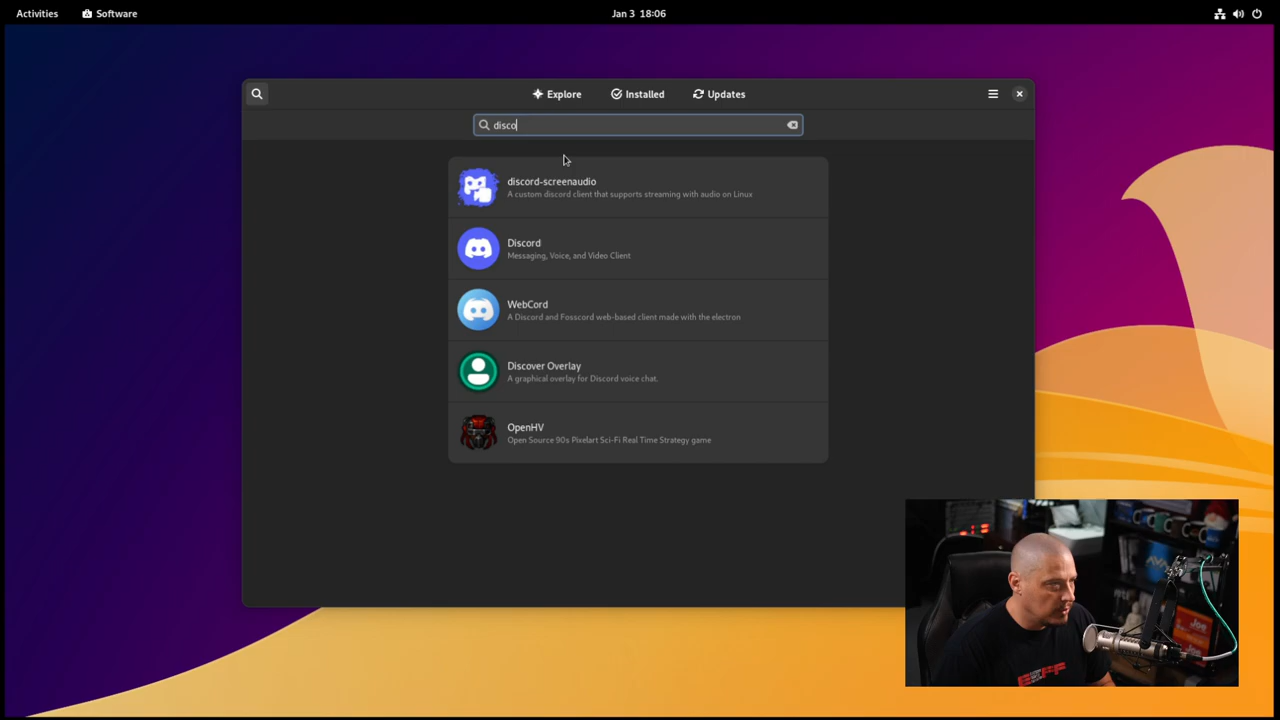 Activities
Software
Jan 3 18:06
Explore
Installed
Updates
disco
discord-screenaudio
A custom discord client that supports streaming with audio on Linux
Discord
Messaging, Voice, and Video Client
WebCord
A Discord and Fosscord web-based client made with the electron
Discover Overlay
A graphical overlay for Discord voice chat.
OpenHV
Open Source 90s Pixelart Sci-Fi Real Time Strategy game
Joe